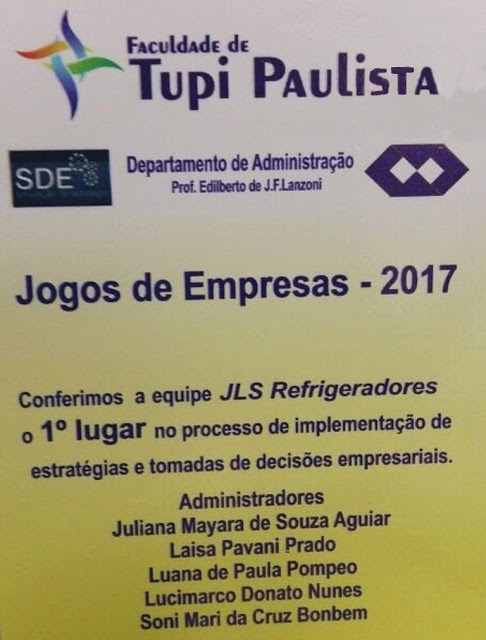 Faculdade de
Tupi Paulista
SDE
Departamento de Administração
Prof. Edilberto de J.F.Lanzoni
Jogos de Empresas - 2017
Conferimos a equipe JLS Refrigeradores
o 1º lugar no processo de implementação de
estratégias e tomadas de decisões empresariais.
Administradores
Juliana Mayara de Souza Aguiar
Laisa Pavani Prado
Luana de Paula Pompeo
Lucimarco Donato Nunes
Soni Mari da Cruz Bonbem